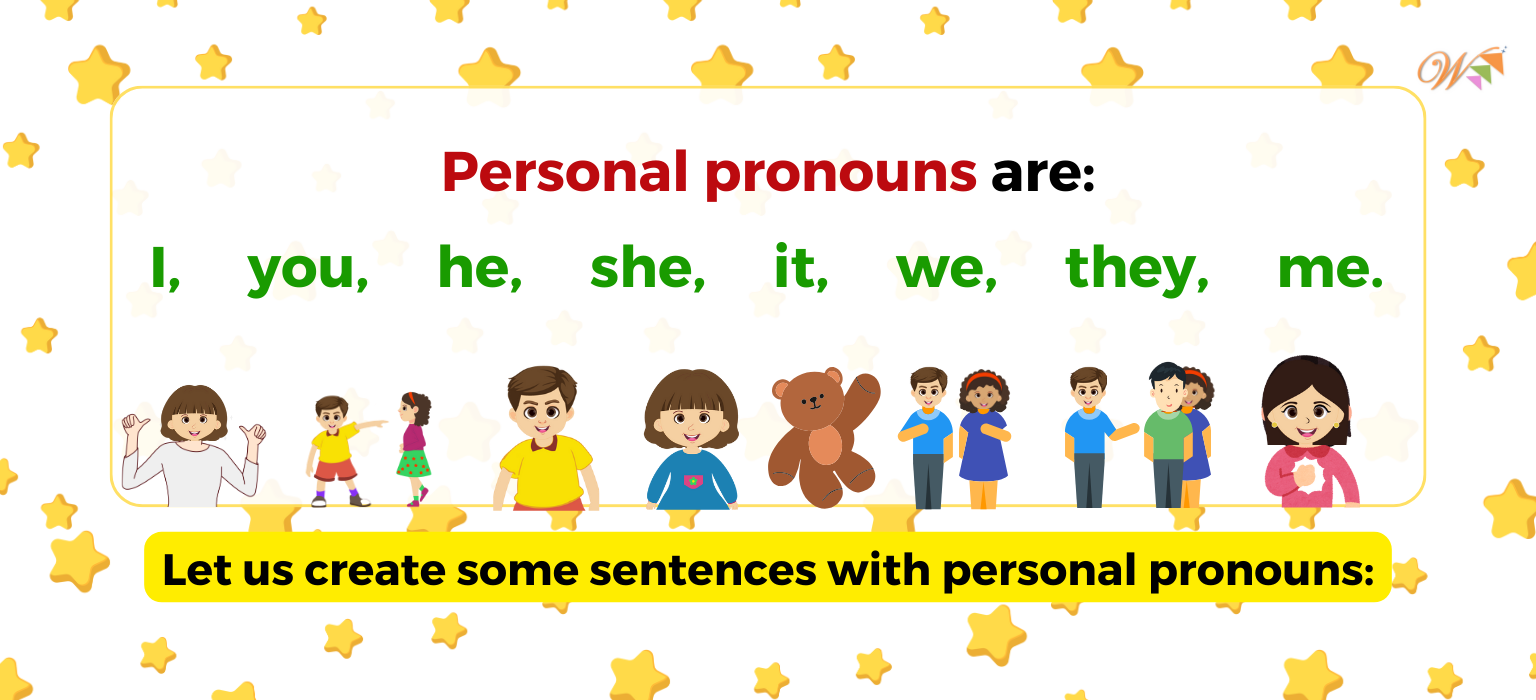 W
Personal pronouns are:
I, you, he, she, it, we, they, me.
Let us create some sentences with personal pronouns: